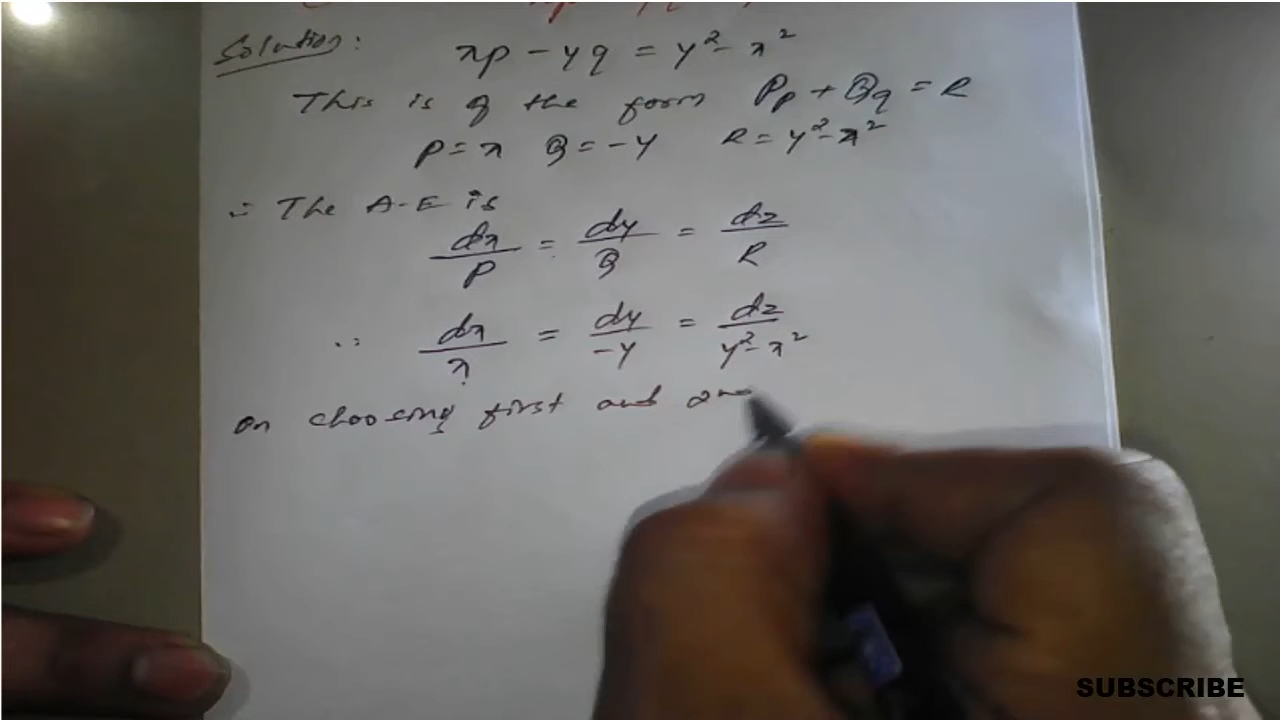 Solution: xp - yq = y² - x²
This is of the form Pp + Qq = R
P = x Q = -y R = y² - x²
∴ The A-E is
dx/P = dy/Q = dz/R
∴ dx/x = dy/-y = dz/y² - x²
on choosing first and
SUBSCRIBE